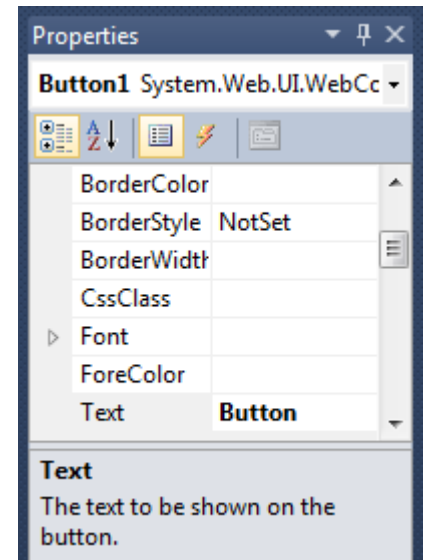 Properties
Button1 System.Web.UI.WebCc
A
Z
BorderColor
BorderStyle NotSet
BorderWidth
CssClass
Font
ForeColor
Text Button
Text
The text to be shown on the
button.